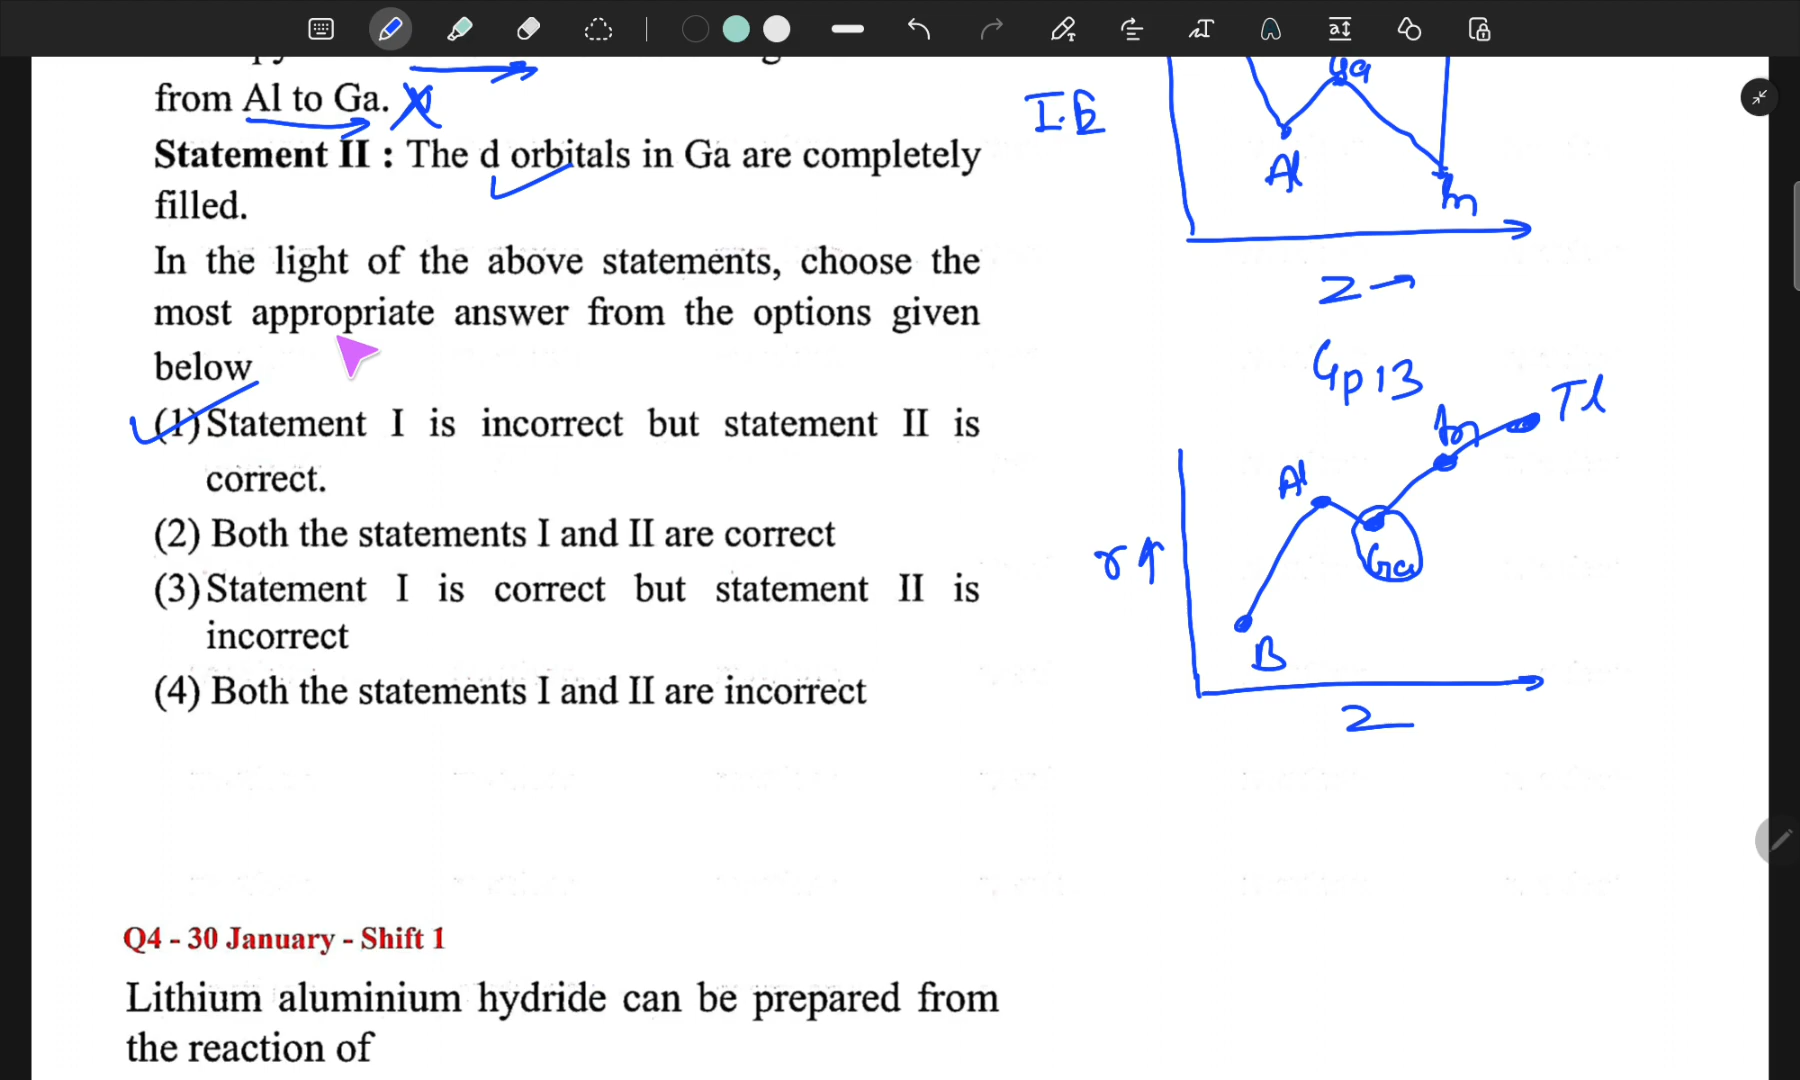 from Al to Ga.
Statement II : The d orbitals in Ga are completely
filled.
In the light of the above statements, choose the
most appropriate answer from the options given
below
(1) Statement I is incorrect but statement II is
correct.
(2) Both the statements I and II are correct
(3) Statement I is correct but statement II is
incorrect
(4) Both the statements I and II are incorrect
Q4 - 30 January - Shift 1
Lithium aluminium hydride can be prepared from
the reaction of
I.E
Ga
Al
In
Z →
Gp 13
Tl
In
Al
Ga
r ↑
B
Z